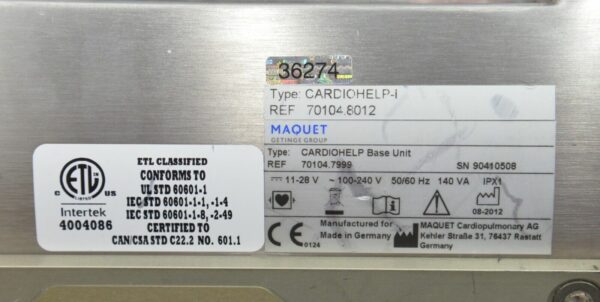 ETL CLASSIFIED
CONFORMS TO
UL STD 60601-1
IEC STD 60601-1-1, -1-4
IEC STD 60601-1-8, -2-49
CERTIFIED TO
CAN/CSA STD C22.2 NO. 601.1
C ETL US
LISTED
Intertek
4004086
36274
Type: CARDIOHELP-i
REF 70104.8012
MAQUET
GETINGE GROUP
Type: CARDIOHELP Base Unit
REF 70104.7999 SN 90410508
11-28 V ~ 100-240 V 50/60 Hz 140 VA IPX1
08-2012
CE 0124
Manufactured for
Made in Germany
MAQUET Cardiopulmonary AG
Kehler Straße 31, 76437 Rastatt
Germany